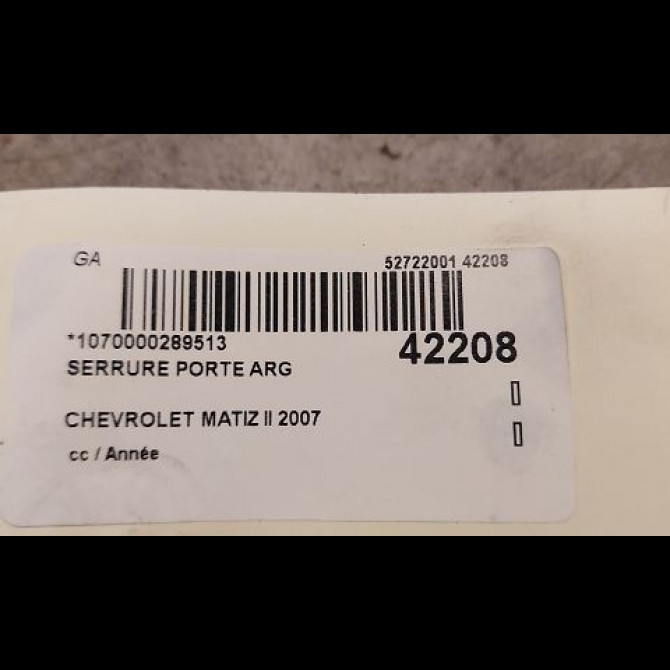 GA
52722001 42208
*1070000289513
42208
SERRURE PORTE ARG
CHEVROLET MATIZ II 2007
cc / Année